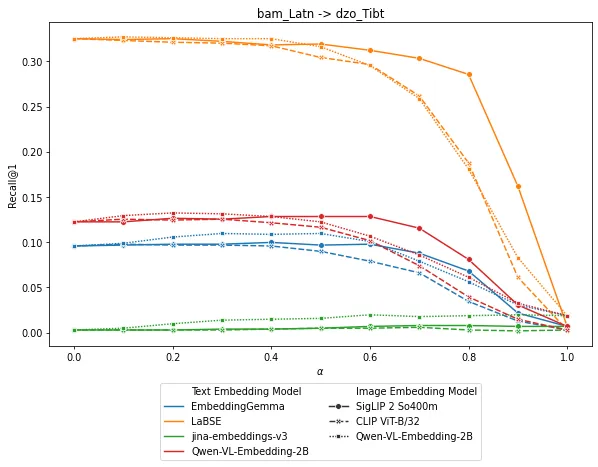 bam_Latn -> dzo_Tibt
Recall@1
0.30
0.25
0.20
0.15
0.10
0.05
0.00
0.0 0.2 0.4 0.6 0.8 1.0
α
Text Embedding Model Image Embedding Model
EmbeddingGemma SigLIP 2 So400m
LaBSE CLIP ViT-B/32
jina-embeddings-v3 Qwen-VL-Embedding-2B
Qwen-VL-Embedding-2B